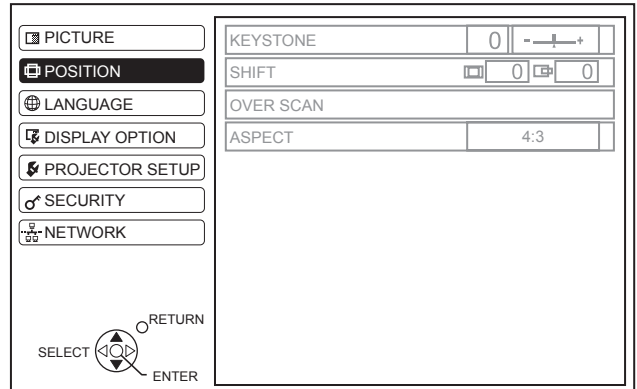 PICTURE
POSITION
LANGUAGE
DISPLAY OPTION
PROJECTOR SETUP
SECURITY
NETWORK
RETURN
SELECT
ENTER
KEYSTONE 0 - +
SHIFT 0 0
OVER SCAN
ASPECT 4:3